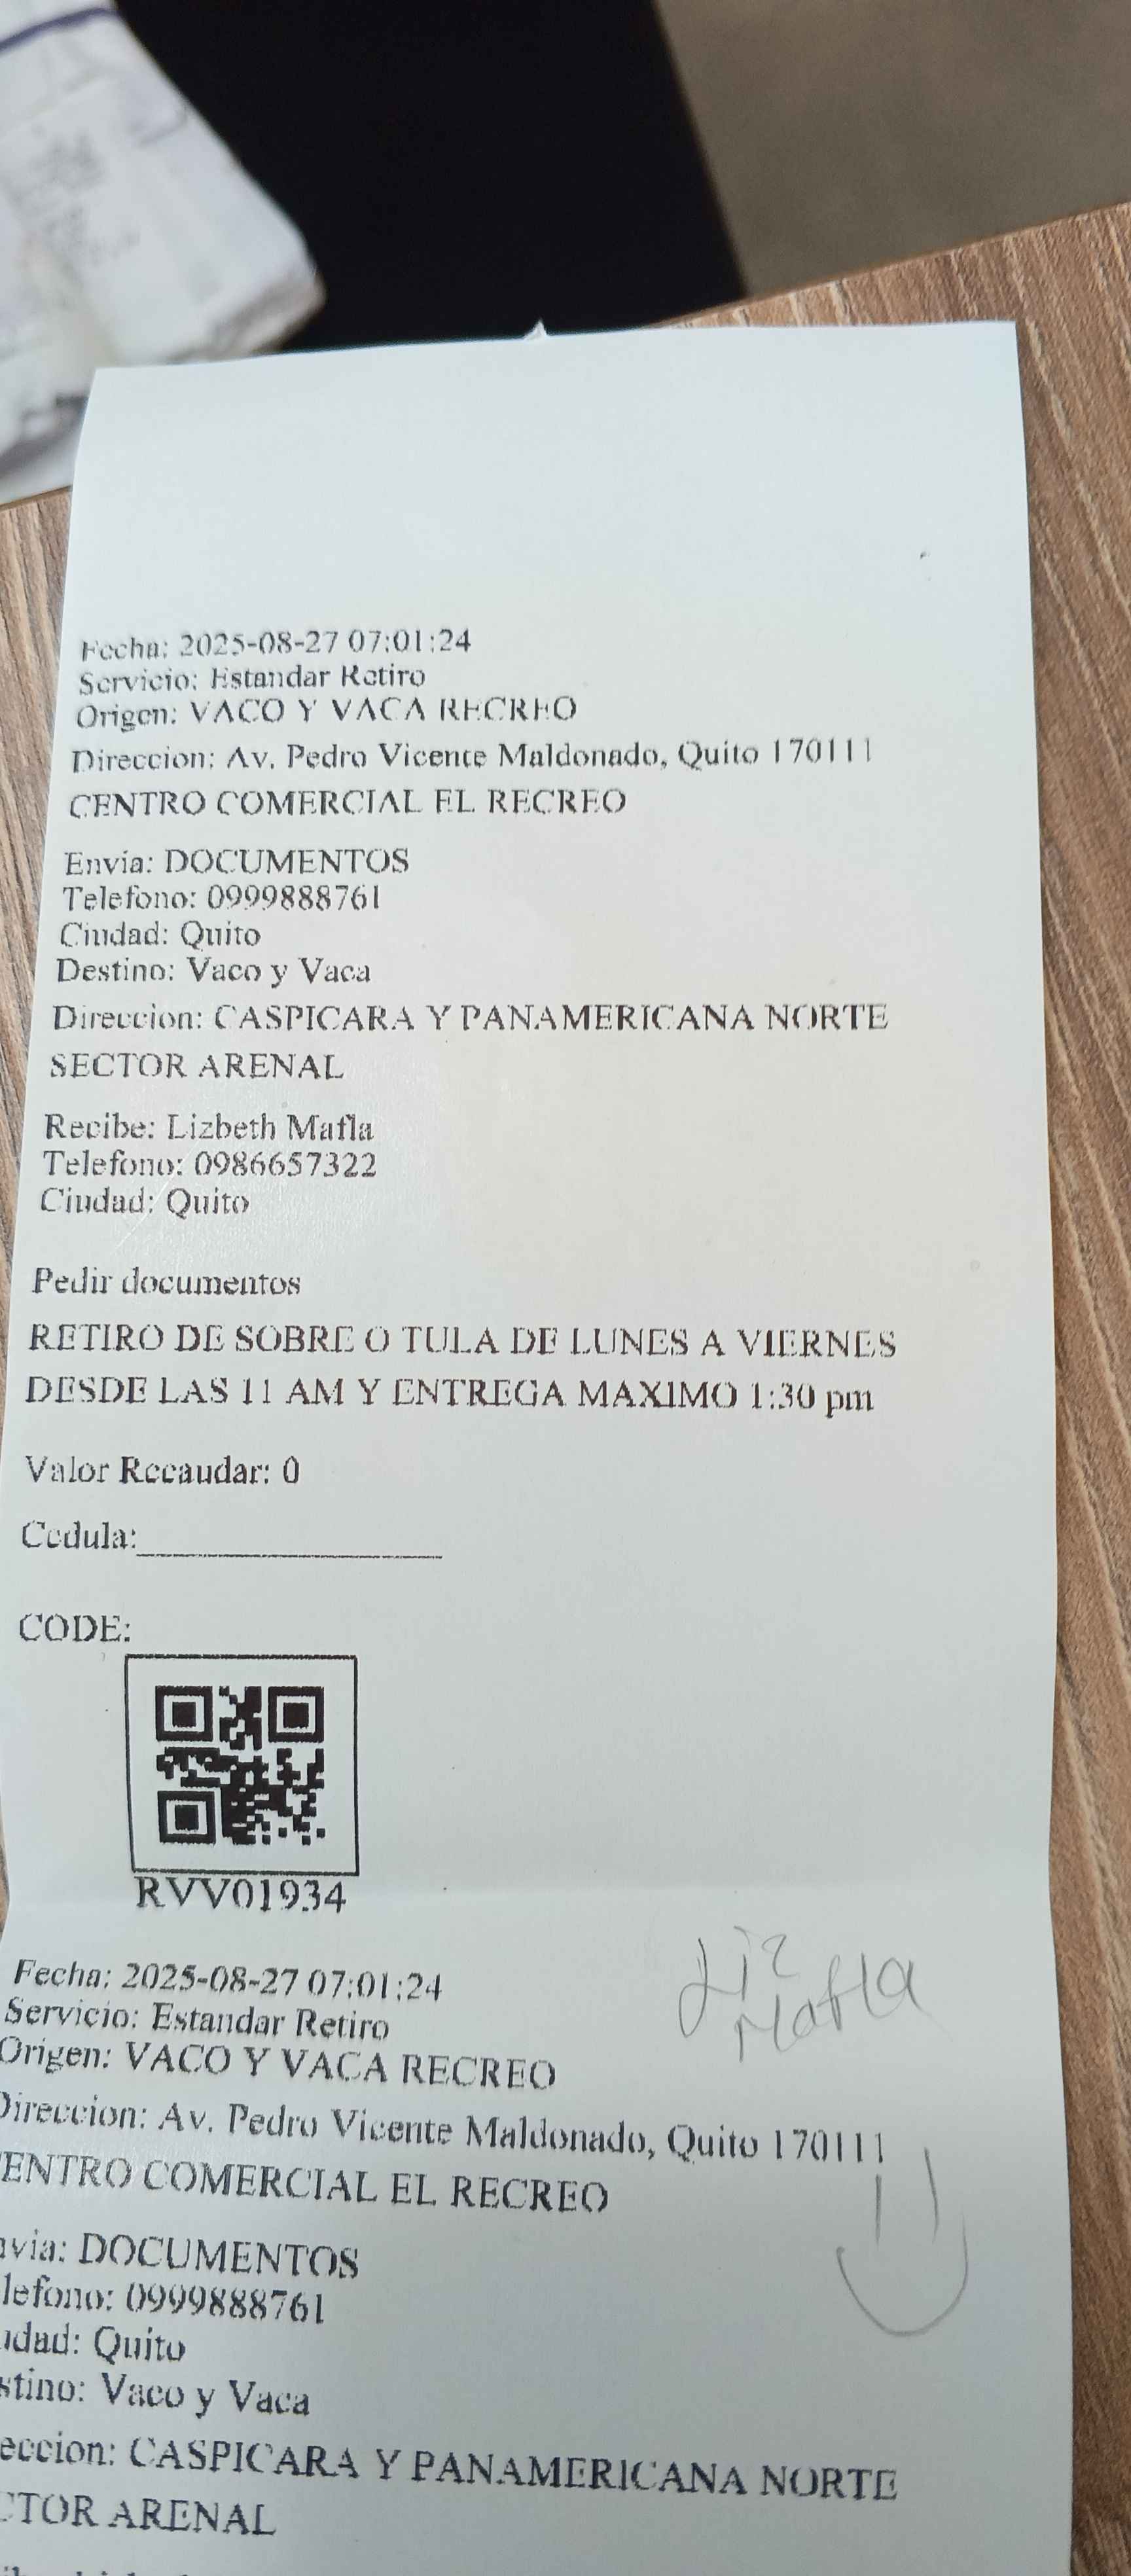 Fecha: 2025-08-27 07:01:24
Servicio: Estandar Retiro
Origen: VACO Y VACA RECREO
Direccion: Av. Pedro Vicente Maldonado, Quito 170111
CENTRO COMERCIAL EL RECREO
Envia: DOCUMENTOS
Telefono: 0999888761
Ciudad: Quito
Destino: Vaco y Vaca
Direccion: CASPICARA Y PANAMERICANA NORTE
SECTOR ARENAL
Recibe: Lizbeth Mafla
Telefono: 0986657322
Ciudad: Quito
Pedir documentos
RETIRO DE SOBRE O TULA DE LUNES A VIERNES
DESDE LAS 11 AM Y ENTREGA MAXIMO 1:30 pm
Valor Recaudar: 0
Cedula:
CODE:
RVV01934
Liz
Mafla
Fecha: 2025-08-27 07:01:24
Servicio: Estandar Retiro
Origen: VACO Y VACA RECREO
Direccion: Av. Pedro Vicente Maldonado, Quito 170111
ENTRO COMERCIAL EL RECREO
nvia: DOCUMENTOS
lefono: 0999888761
udad: Quito
stino: Vaco y Vaca
eccion: CASPICARA Y PANAMERICANA NORTE
CTOR ARENAL